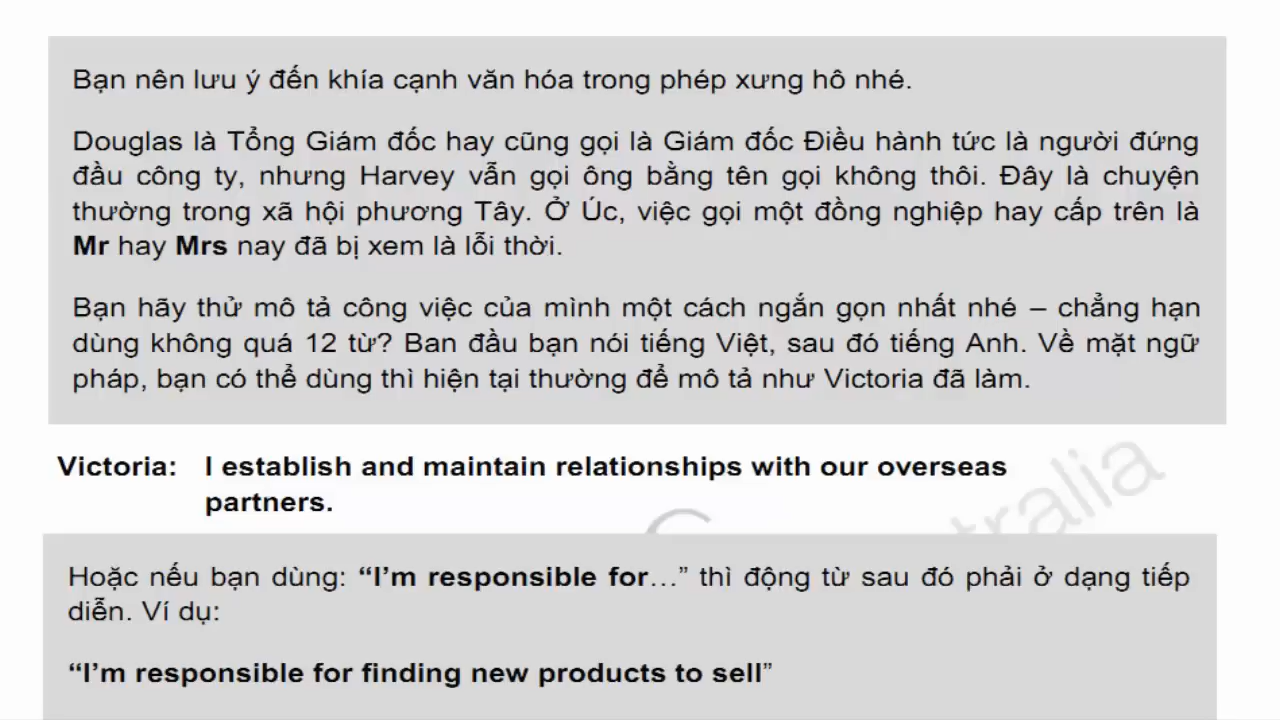 Bạn nên lưu ý đến khía cạnh văn hóa trong phép xưng hô nhé.
Douglas là Tổng Giám đốc hay cũng gọi là Giám đốc Điều hành tức là người đứng
đầu công ty, nhưng Harvey vẫn gọi ông bằng tên gọi không thôi. Đây là chuyện
thường trong xã hội phương Tây. Ở Úc, việc gọi một đồng nghiệp hay cấp trên là
Mr hay Mrs nay đã bị xem là lỗi thời.
Bạn hãy thử mô tả công việc của mình một cách ngắn gọn nhất nhé – chẳng hạn
dùng không quá 12 từ? Ban đầu bạn nói tiếng Việt, sau đó tiếng Anh. Về mặt ngữ
pháp, bạn có thể dùng thì hiện tại thường để mô tả như Victoria đã làm.
Victoria: I establish and maintain relationships with our overseas
partners.
Hoặc nếu bạn dùng: “I’m responsible for…” thì động từ sau đó phải ở dạng tiếp
diễn. Ví dụ:
“I’m responsible for finding new products to sell”